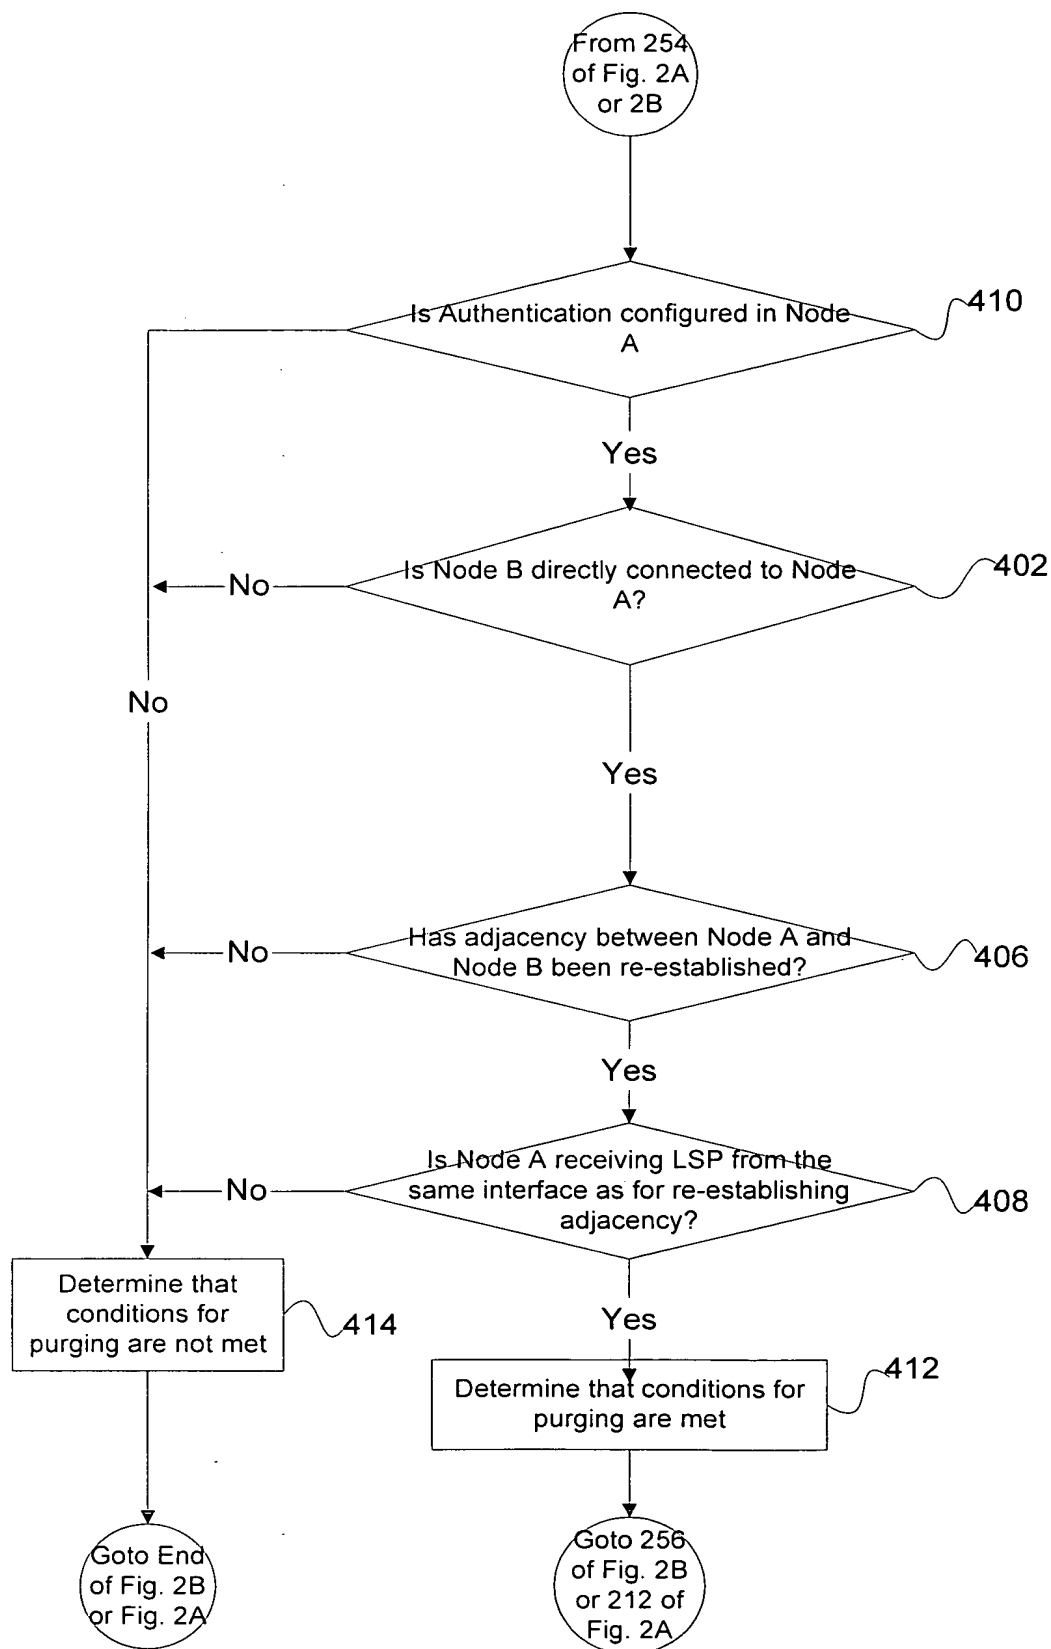 From 254
of Fig. 2A
or 2B
Is Authentication configured in Node
A
410
Yes
Is Node B directly connected to Node
A?
402
No
No
Yes
Has adjacency between Node A and
Node B been re-established?
406
No
Yes
Is Node A receiving LSP from the
same interface as for re-establishing
adjacency?
408
No
Determine that
conditions for
purging are not met
414
Yes
Determine that conditions for
purging are met
412
Goto End
of Fig. 2B
or Fig. 2A
Goto 256
of Fig. 2B
or 212 of
Fig. 2A